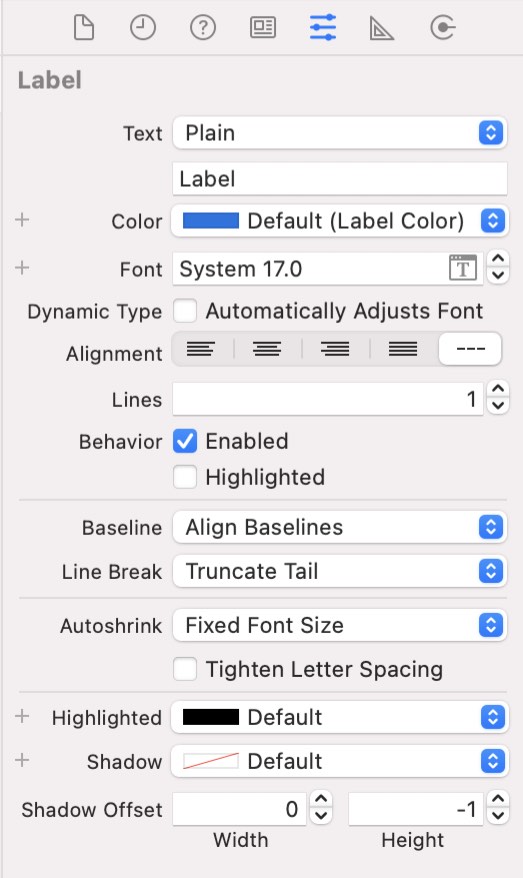 Label
Text Plain
Label
+ Color Default (Label Color)
+ Font System 17.0 T
Dynamic Type Automatically Adjusts Font
Alignment ---
Lines 1
Behavior Enabled
Highlighted
Baseline Align Baselines
Line Break Truncate Tail
Autoshrink Fixed Font Size
Tighten Letter Spacing
+ Highlighted Default
+ Shadow Default
Shadow Offset 0 -1
Width Height